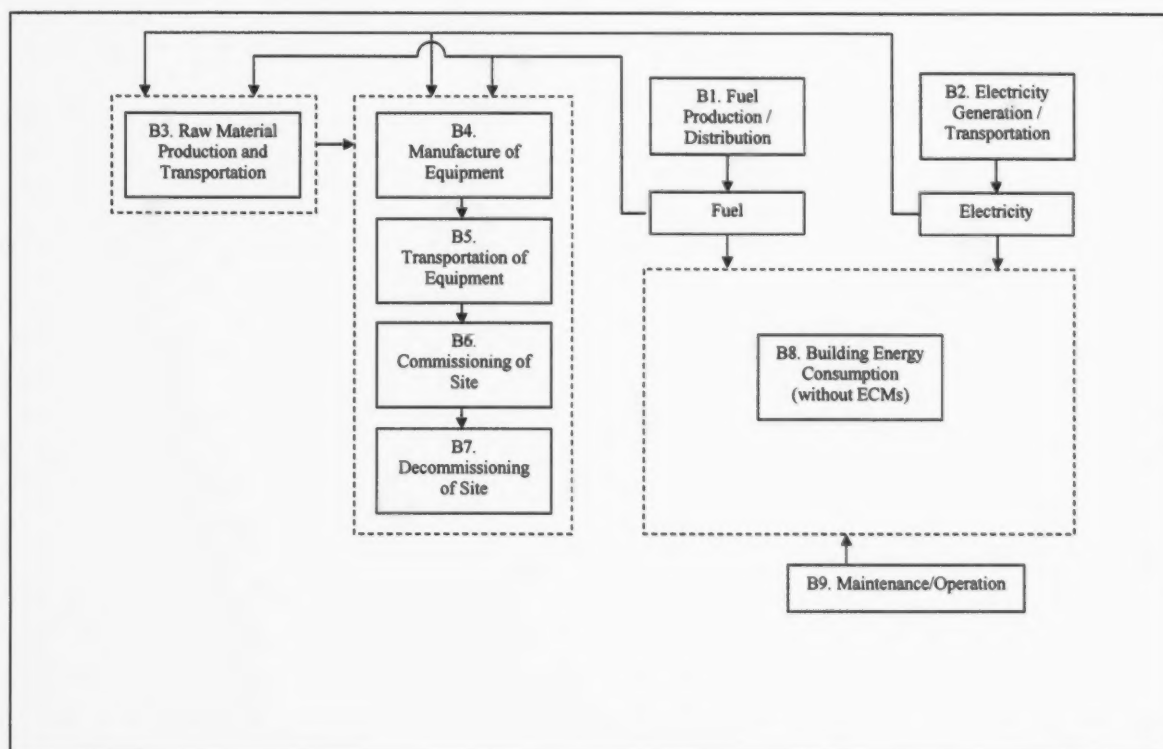 B1. Fuel
Production /
Distribution
B2. Electricity
Generation /
Transportation
B3. Raw Material
Production and
Transportation
B4.
Manufacture of
Equipment
Fuel
Electricity
B5.
Transportation of
Equipment
B6.
Commissioning of
Site
B7.
Decommissioning
of Site
B8. Building Energy
Consumption
(without ECMs)
B9. Maintenance/Operation